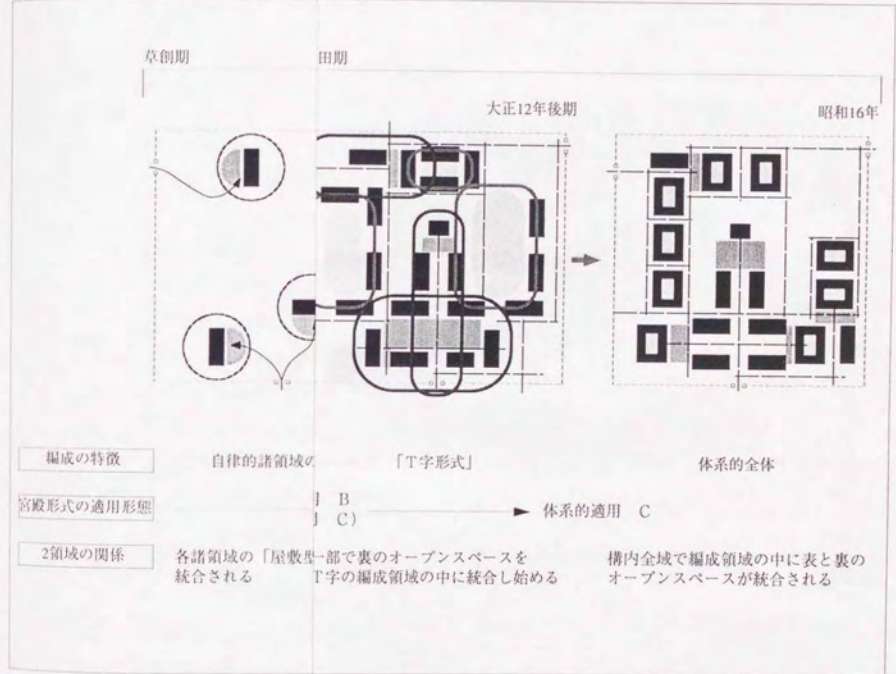 草創期
田期
大正12年後期
昭和16年
編成の特徴
自律的諸領域の
「T字形式」
体系的全体
宮殿形式の適用形態
B
C)
体系的適用 C
2領域の関係
各諸領域の「屋敷型
統合される
一部で裏のオープンスペースを
T字の編成領域の中に統合し始める
構内全域で編成領域の中に表と裏の
オープンスペースが統合される